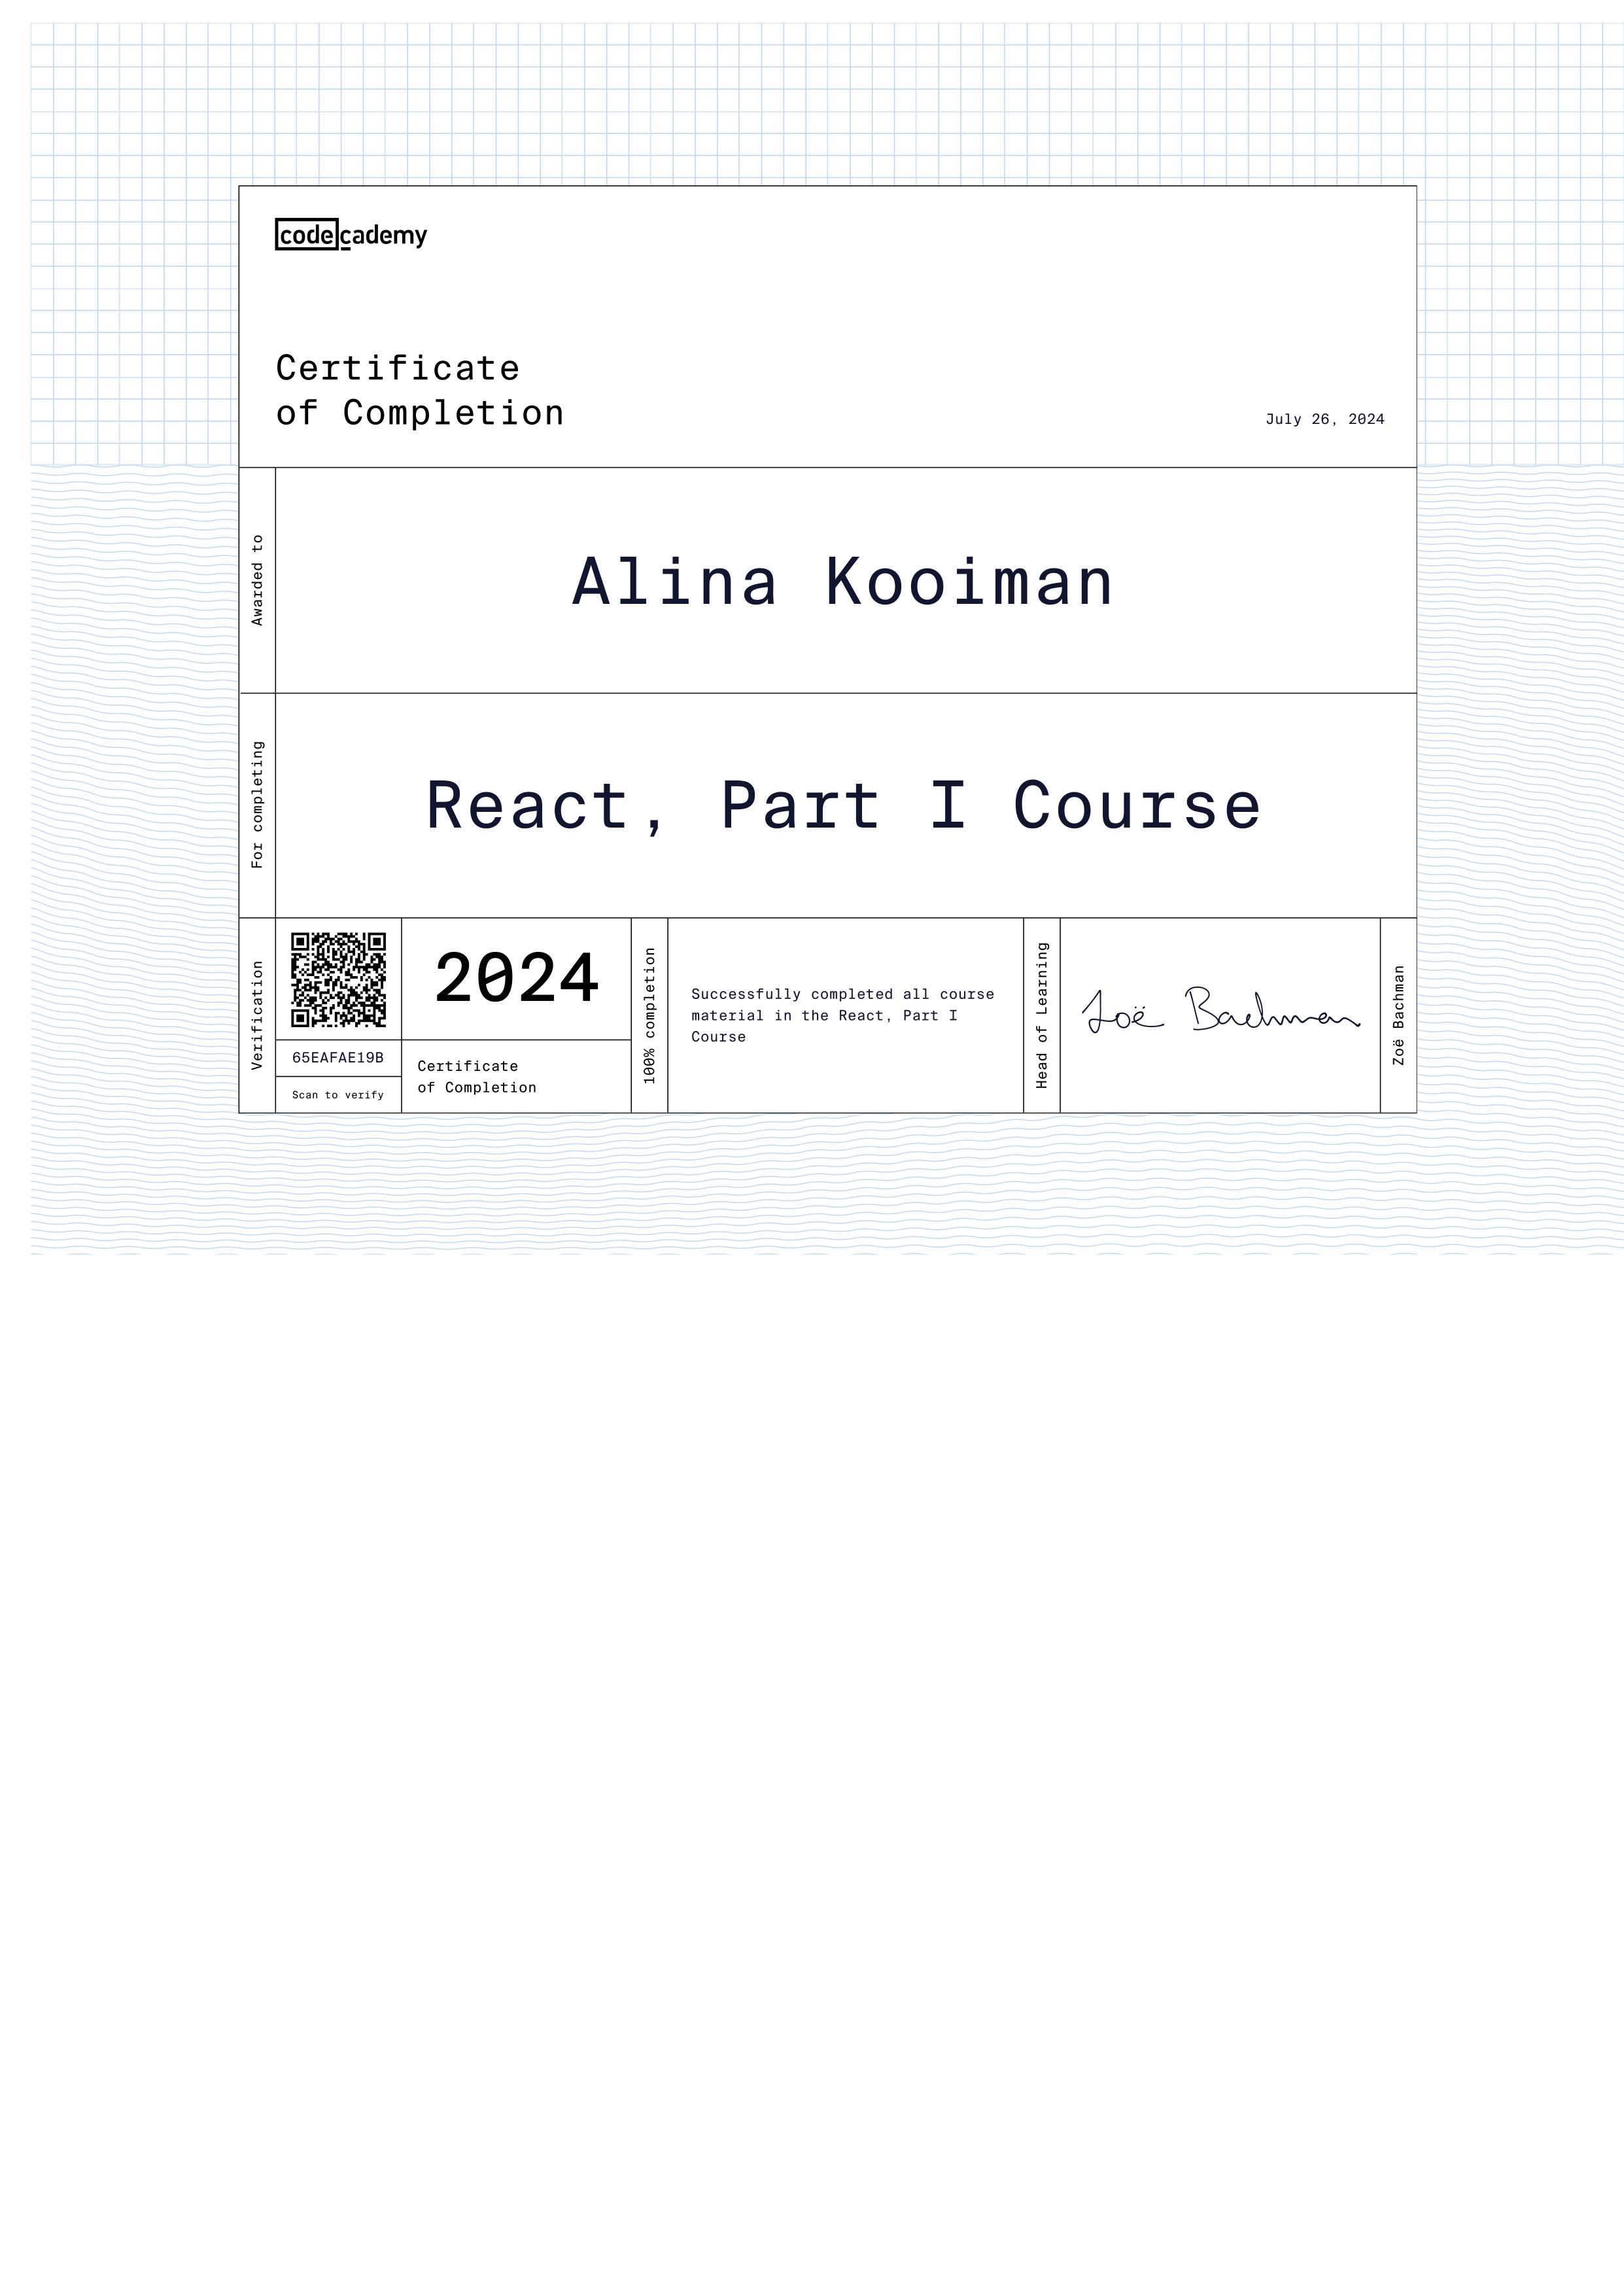 codecademy
Certificate
of Completion
July 26, 2024
Awarded to
Alina Kooiman
For completing
React, Part I Course
Verification
65EAFAE19B
Scan to verify
2024
Certificate
of Completion
100% completion
Successfully completed all course
material in the React, Part I
Course
Head of Learning
Zoë Bachman
Zoë Bachman